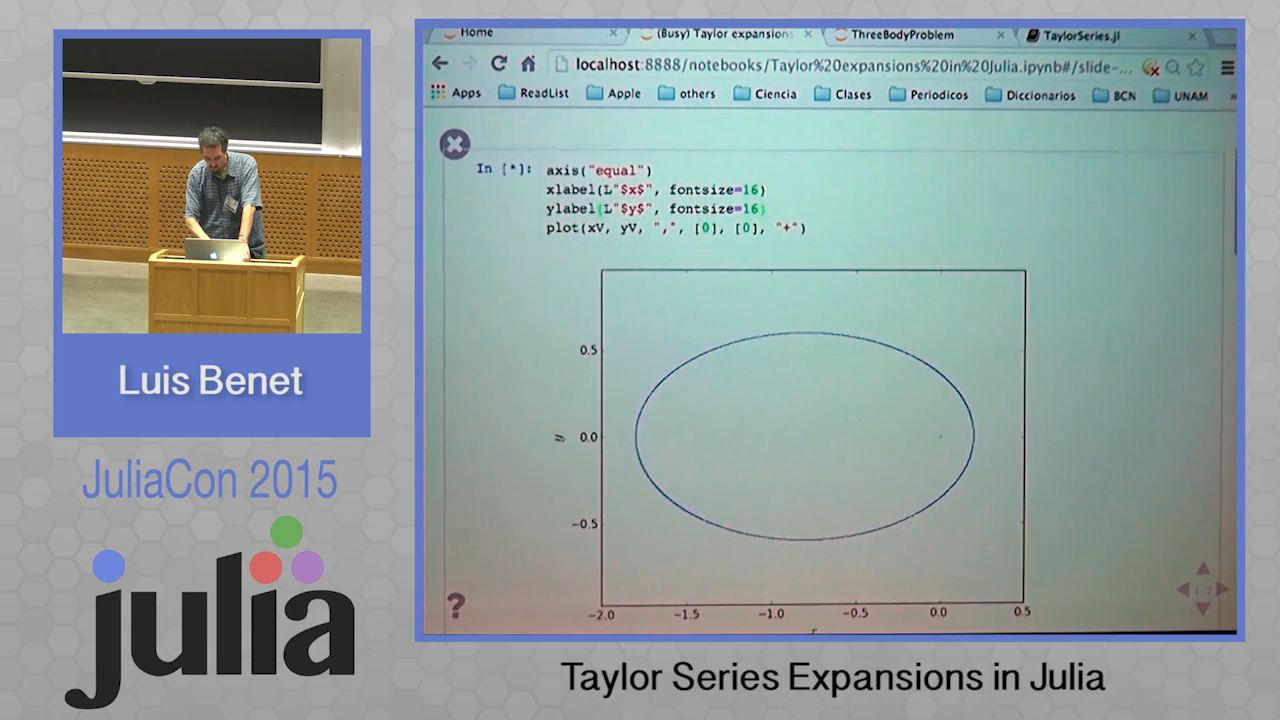 Luis Benet
JuliaCon 2015
julia
Home
(Busy) Taylor expansions
ThreeBodyProblem
TaylorSeries.jl
localhost:8888/notebooks/Taylor%20expansions%20in%20Julia.ipynb#/slide-...
Apps ReadList Apple others Ciencia Clases Periodicos Diccionarios BCN UNAM »
In [*]: axis("equal")
xlabel(L"$x$", fontsize=16)
ylabel(L"$y$", fontsize=16)
plot(xV, yV, ",", [0], [0], "+")
0.5
y 0.0
−0.5
−2.0 −1.5 −1.0 −0.5 0.0 0.5
?
Taylor Series Expansions in Julia